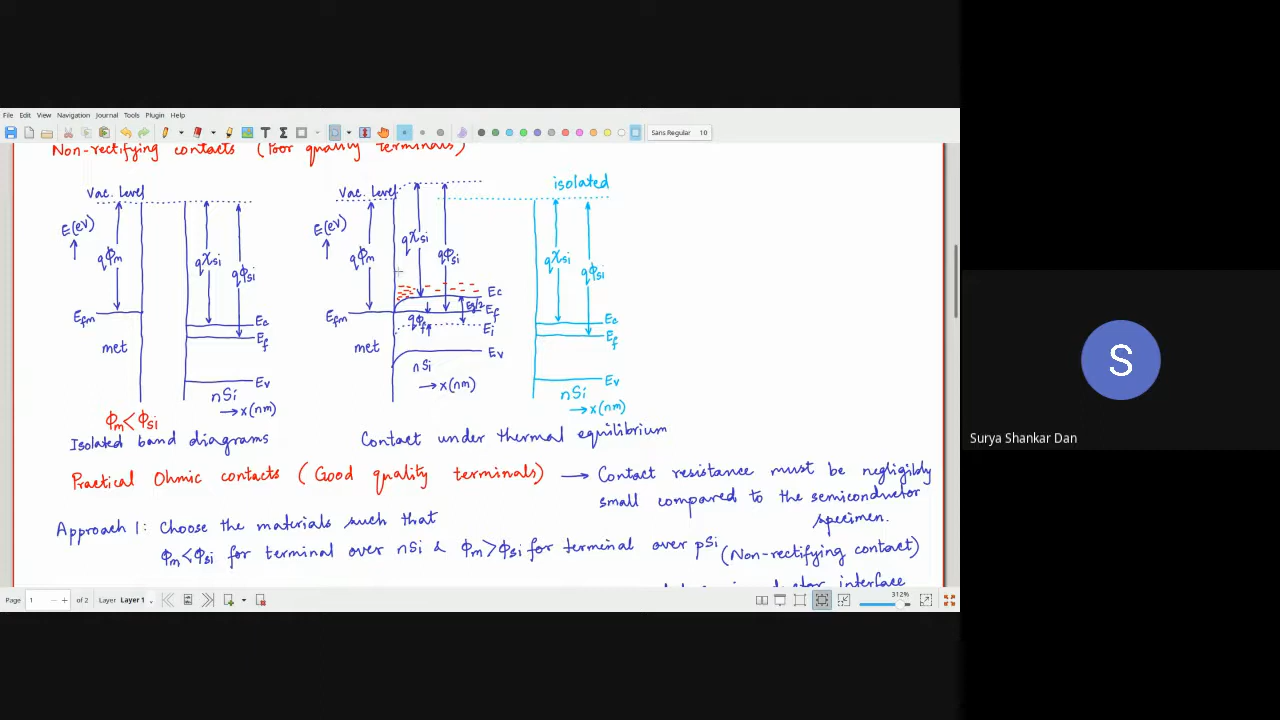 File Edit View Navigation Journal Tools Plugin Help
Sans Regular 10
Non-rectifying contacts (Poor quality terminals)
Vac. Level
E(eV)
qΦm
qχsi
qΦsi
Efm
Ec
Ef
met
Ev
nSi
→ x(nm)
Φm<Φsi
Isolated band diagrams
Vac. Level
E(eV)
qΦm
qχsi
qΦsi
Ec
Efm
Eg/2
Ef
qΦf
Ei
met
Ev
nSi
→ x(nm)
isolated
qχsi
qΦsi
Ec
Ef
Ev
nSi
→ x(nm)
Contact under thermal equilibrium
Practical Ohmic contacts (Good quality terminals) → Contact resistance must be negligibly
small compared to the semiconductor
specimen.
Approach 1: Choose the materials such that
Φm<Φsi for terminal over nSi & Φm>Φsi for terminal over pSi (Non-rectifying contact)
interface
Page 1 of 2 Layer Layer 1
312%
S
Surya Shankar Dan